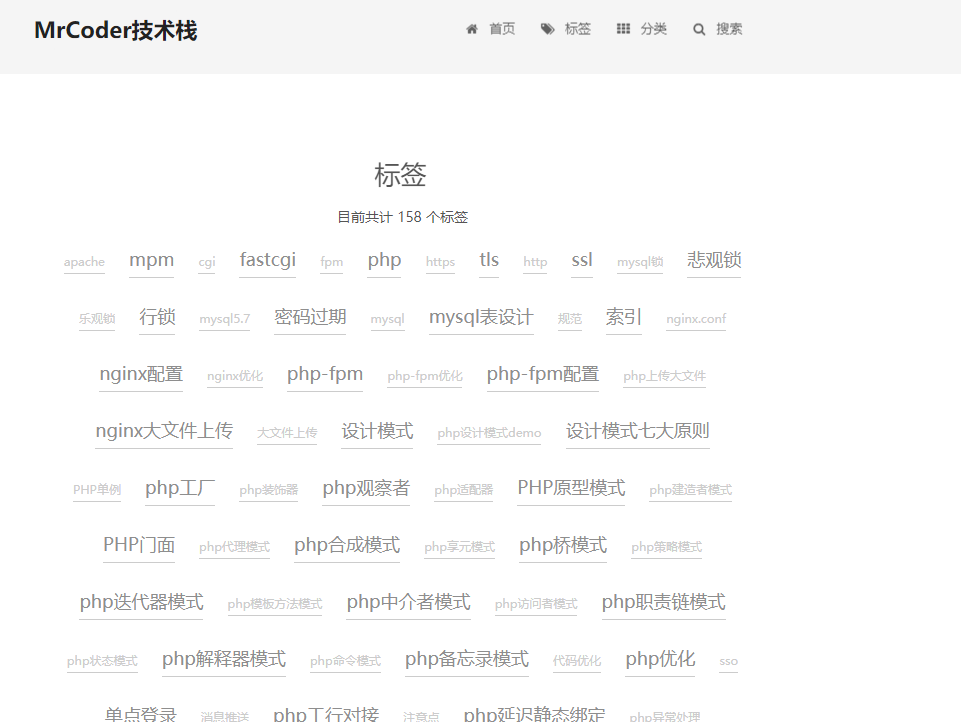 MrCoder技术栈 首页 标签 分类 搜索
标签
目前共计 158 个标签
apache mpm cgi fastcgi fpm php https tls http ssl mysql锁 悲观锁
乐观锁 行锁 mysql5.7 密码过期 mysql mysql表设计 规范 索引 nginx.conf
nginx配置 nginx优化 php-fpm php-fpm优化 php-fpm配置 php上传大文件
nginx大文件上传 大文件上传 设计模式 php设计模式demo 设计模式七大原则
PHP单例 php工厂 php装饰器 php观察者 php适配器 PHP原型模式 php建造者模式
PHP门面 php代理模式 php合成模式 php享元模式 php桥模式 php策略模式
php迭代器模式 php模板方法模式 php中介者模式 php访问者模式 php职责链模式
php状态模式 php解释器模式 php命令模式 php备忘录模式 代码优化 php优化 sso
单点登录 消息推送 php工行对接 注意点 php延迟静态绑定 php异常处理